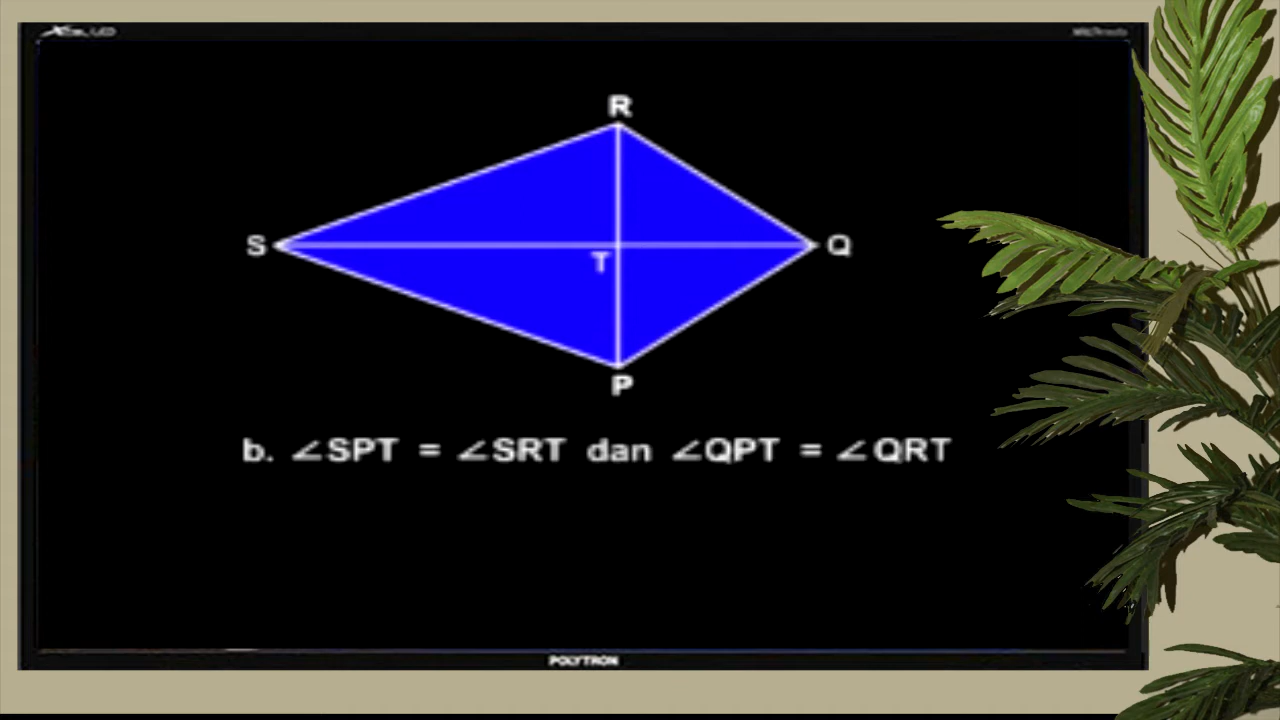 R
S
Q
T
P
b. ∠SPT = ∠SRT dan ∠QPT = ∠QRT
POLYTRON